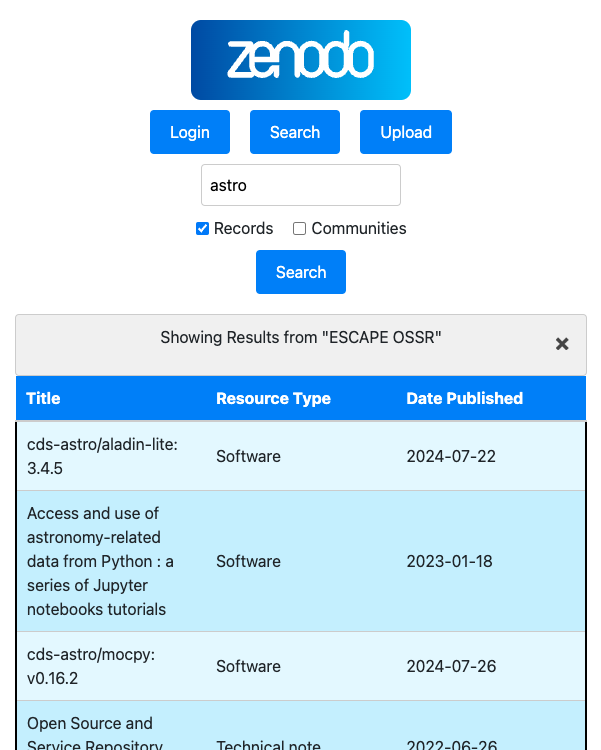 zenodo
Login Search Upload
astro
Records Communities
Search
Showing Results from "ESCAPE OSSR"
Title Resource Type Date Published
cds-astro/aladin-lite:
3.4.5
Software
2024-07-22
Access and use of
astronomy-related
data from Python : a
series of Jupyter
notebooks tutorials
Software
2023-01-18
cds-astro/mocpy:
v0.16.2
Software
2024-07-26
Open Source and
Service Repository
Technical note
2022-06-26